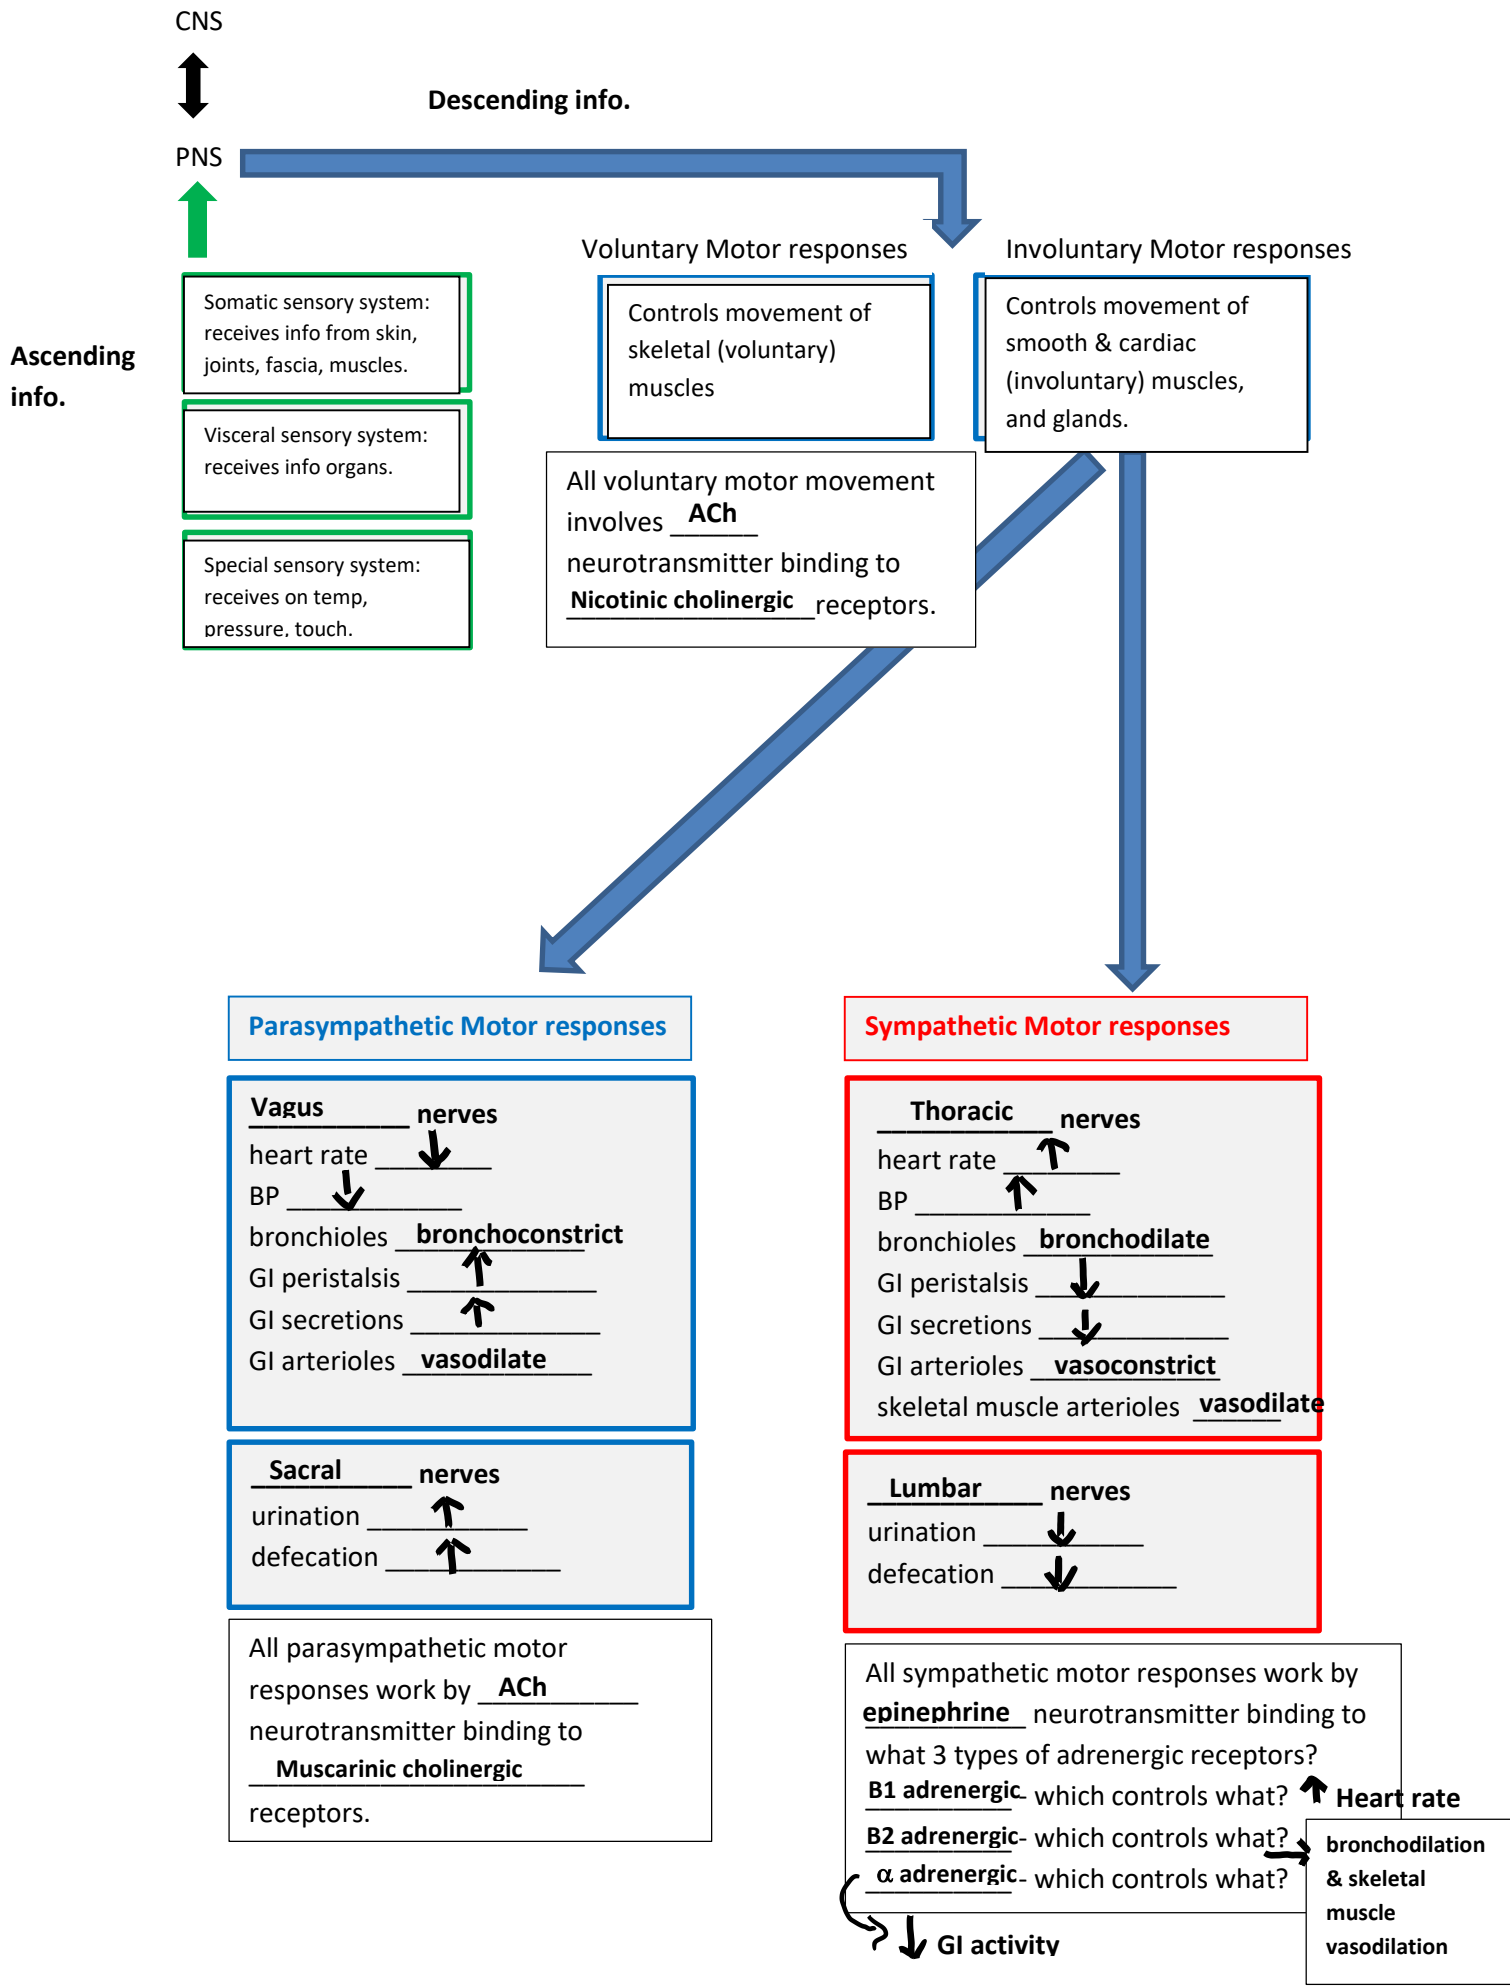 CNS
Descending info.
PNS
Voluntary Motor responses
Involuntary Motor responses
Ascending
info.
Somatic sensory system:
receives info from skin,
joints, fascia, muscles.
Visceral sensory system:
receives info organs.
Special sensory system:
receives on temp,
pressure, touch.
Controls movement of
skeletal (voluntary)
muscles
Controls movement of
smooth & cardiac
(involuntary) muscles,
and glands.
All voluntary motor movement
involves ACh
neurotransmitter binding to
Nicotinic cholinergic receptors.
Parasympathetic Motor responses
Vagus nerves
heart rate ↓
BP ↓
bronchioles bronchoconstrict
GI peristalsis ↑
GI secretions ↑
GI arterioles vasodilate
Sacral nerves
urination ↑
defecation ↑
All parasympathetic motor
responses work by ACh
neurotransmitter binding to
Muscarinic cholinergic
receptors.
Sympathetic Motor responses
Thoracic nerves
heart rate ↑
BP ↑
bronchioles bronchodilate
GI peristalsis ↓
GI secretions ↓
GI arterioles vasoconstrict
skeletal muscle arterioles vasodilate
Lumbar nerves
urination ↓
defecation ↓
All sympathetic motor responses work by
epinephrine neurotransmitter binding to
what 3 types of adrenergic receptors?
B1 adrenergic - which controls what? ↑ Heart rate
B2 adrenergic - which controls what? →
α adrenergic - which controls what?
bronchodilation
& skeletal
muscle
vasodilation
↓ GI activity